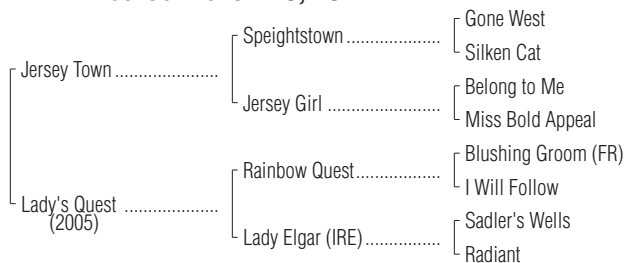 Gone West
Speightstown ....................
Silken Cat
Jersey Town ......................
Belong to Me
Jersey Girl ........................
Miss Bold Appeal
Blushing Groom (FR)
Rainbow Quest..................
I Will Follow
Lady's Quest ....................
(2005)
Sadler's Wells
Lady Elgar (IRE)................
Radiant